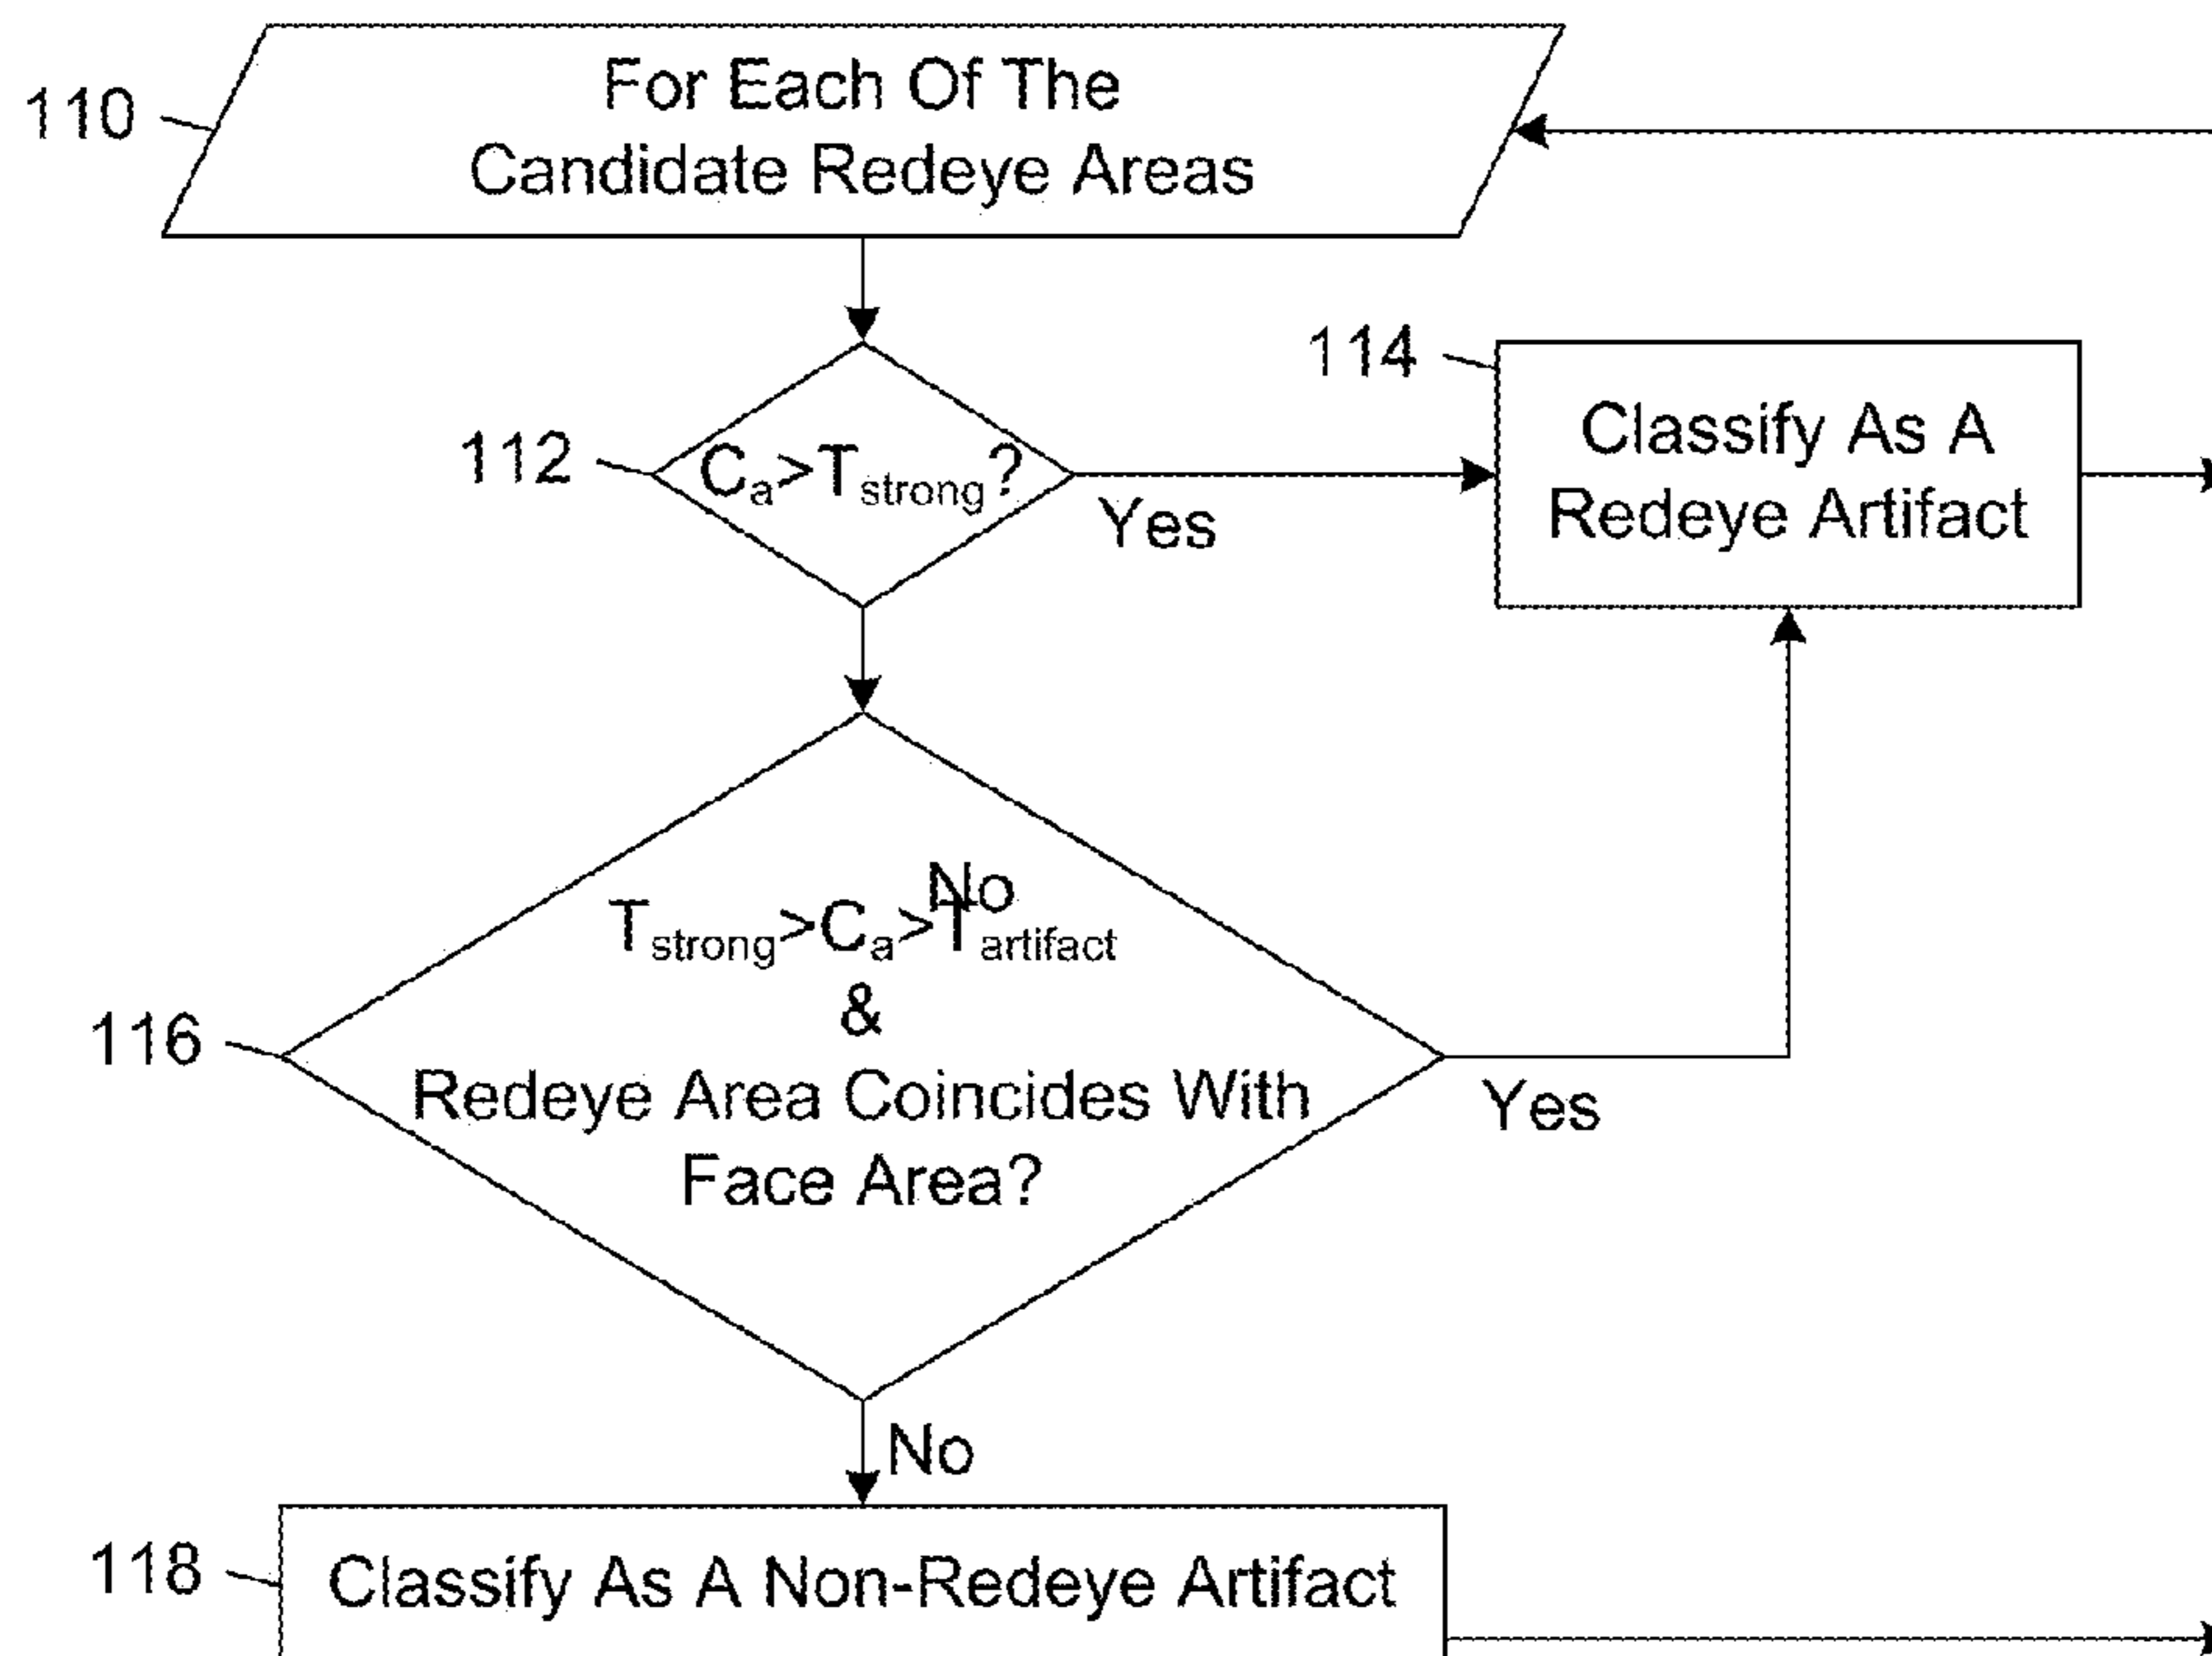 110
For Each Of The
Candidate Redeye Areas
112
Cₐ>Tstrong?
Yes
114
Classify As A
Redeye Artifact
116
No
Tstrong>Cₐ>Tartifact
&
Redeye Area Coincides With
Face Area?
Yes
No
118
Classify As A Non-Redeye Artifact